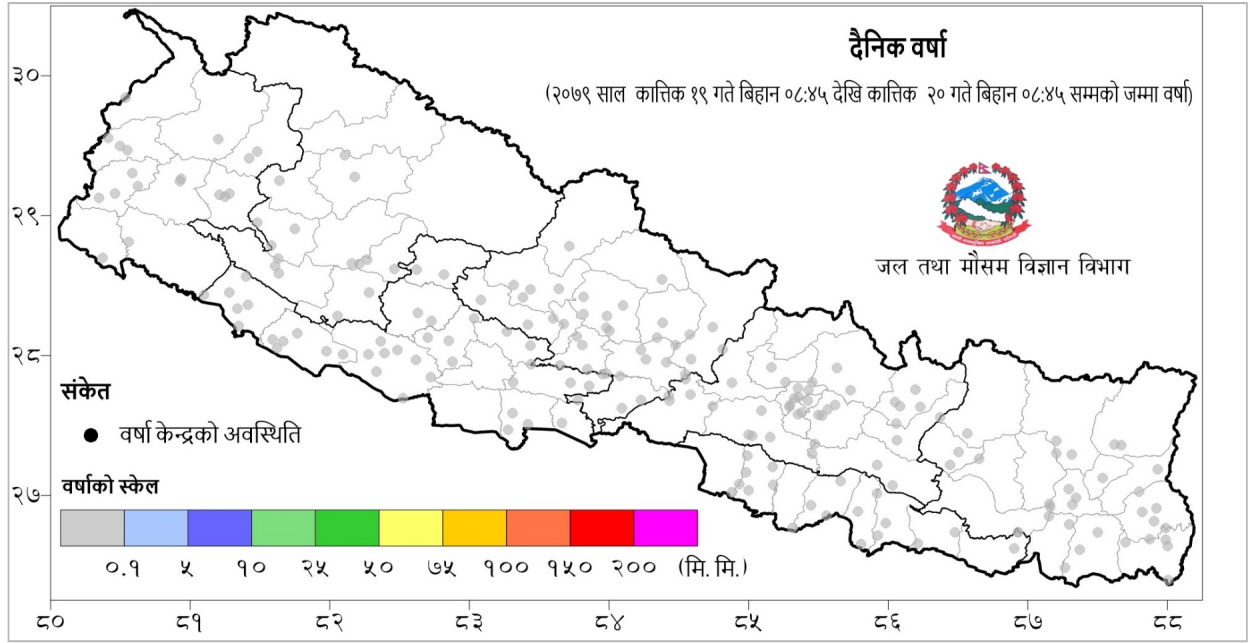 दैनिक वर्षा
(२०७९ साल कात्तिक १९ गते बिहान ०८:४५ देखि कात्तिक २० गते बिहान ०८:४५ सम्मको जम्मा वर्षा)
जल तथा मौसम विज्ञान विभाग
३०
२९
२८
२७
संकेत
वर्षा केन्द्रको अवस्थिति
वर्षाको स्केल
०.१ ५ १० २५ ५० ७५ १०० १५० २०० (मि. मि.)
८० ८१ ८२ ८३ ८४ ८५ ८६ ८७ ८८